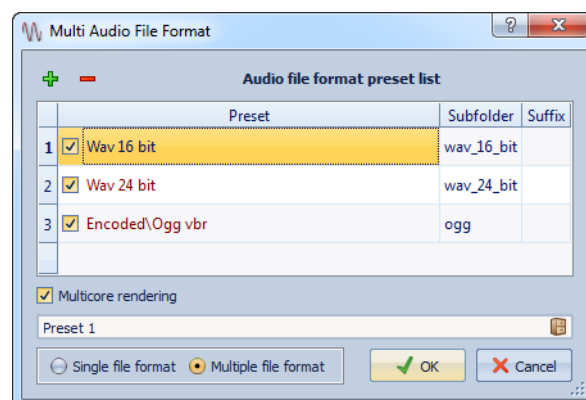 Multi Audio File Format
Audio file format preset list
Preset Subfolder Suffix
1 Wav 16 bit wav_16_bit
2 Wav 24 bit wav_24_bit
3 Encoded\Ogg vbr ogg
Multicore rendering
Preset 1
Single file format Multiple file format OK Cancel